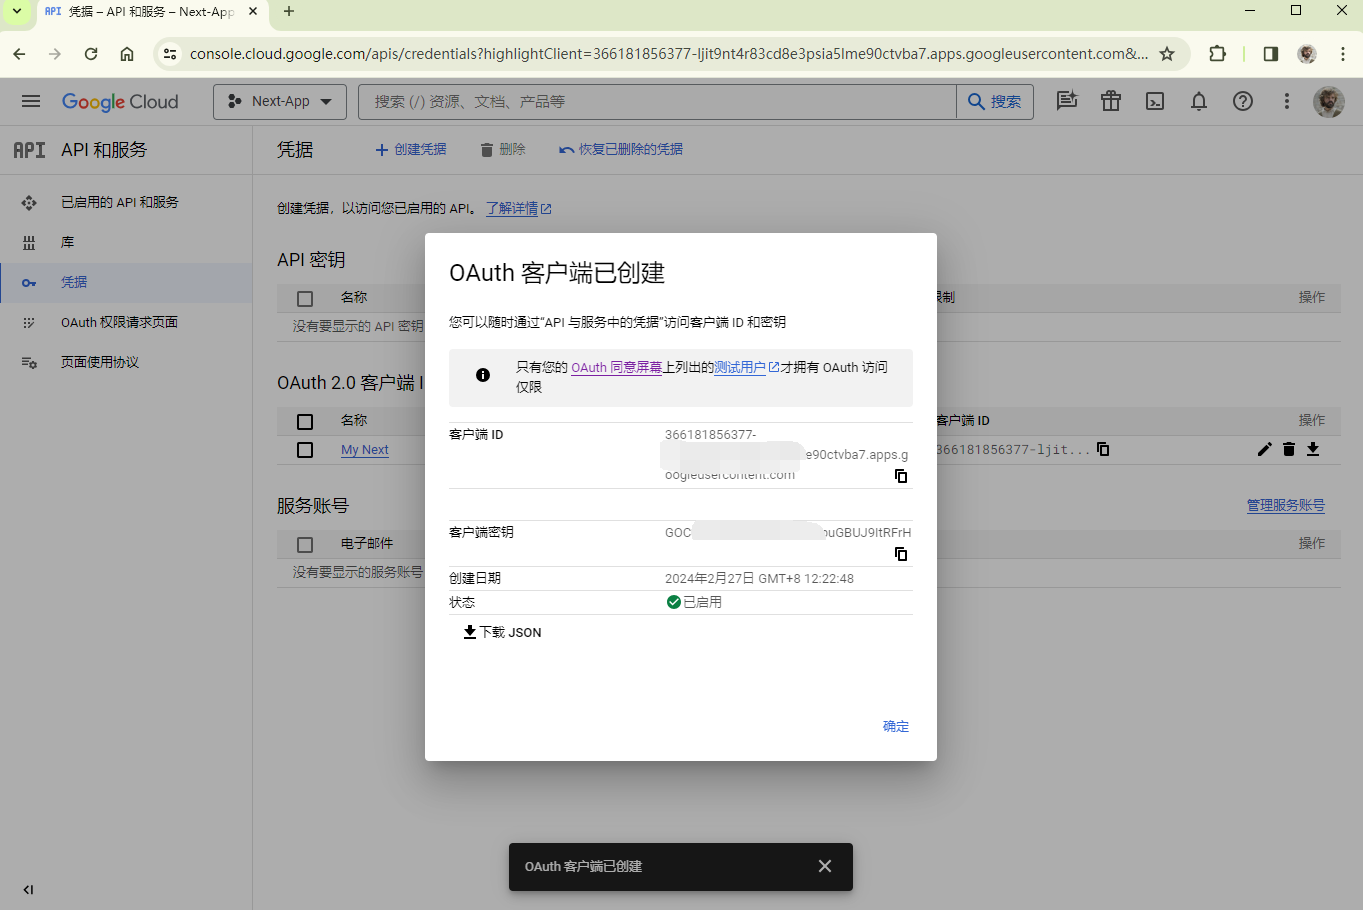 API 凭据 – API 和服务 – Next-App
console.cloud.google.com/apis/credentials?highlightClient=366181856377-ljit9nt4r83cd8e3psia5lme90ctvba7.apps.googleusercontent.com&...
Google Cloud
Next-App
搜索 (/) 资源、文档、产品等
搜索
API API 和服务
凭据
创建凭据
删除
恢复已删除的凭据
已启用的 API 和服务
库
凭据
OAuth 权限请求页面
页面使用协议
创建凭据，以访问您已启用的 API。 了解详情
API 密钥
名称
限制
操作
没有要显示的 API 密钥
OAuth 2.0 客户端 I
名称
客户端 ID
操作
My Next
366181856377-ljit...
服务账号
管理服务账号
电子邮件
操作
没有要显示的服务账号
OAuth 客户端已创建
您可以随时通过“API 与服务中的凭据”访问客户端 ID 和密钥
只有您的 OAuth 同意屏幕上列出的测试用户才拥有 OAuth 访问
仅限
客户端 ID
366181856377-
e90ctvba7.apps.g
oogleusercontent.com
客户端密钥
GOC
uGBUJ9ItRFrH
创建日期
2024年2月27日 GMT+8 12:22:48
状态
已启用
下载 JSON
确定
OAuth 客户端已创建